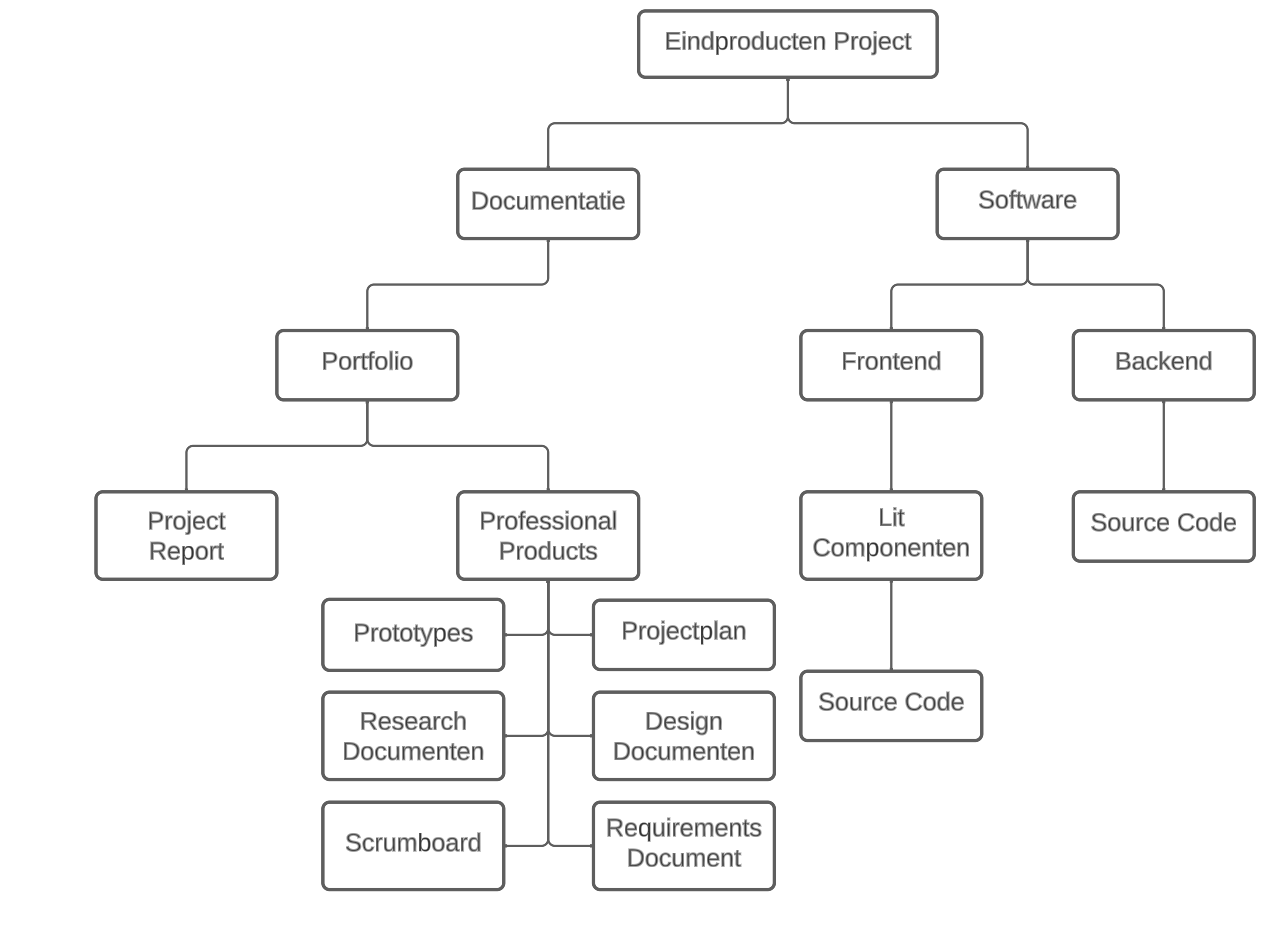 Eindproducten Project
Documentatie
Software
Portfolio
Frontend
Backend
Project
Report
Professional
Products
Lit
Componenten
Source Code
Prototypes
Projectplan
Research
Documenten
Design
Documenten
Source Code
Scrumboard
Requirements
Document